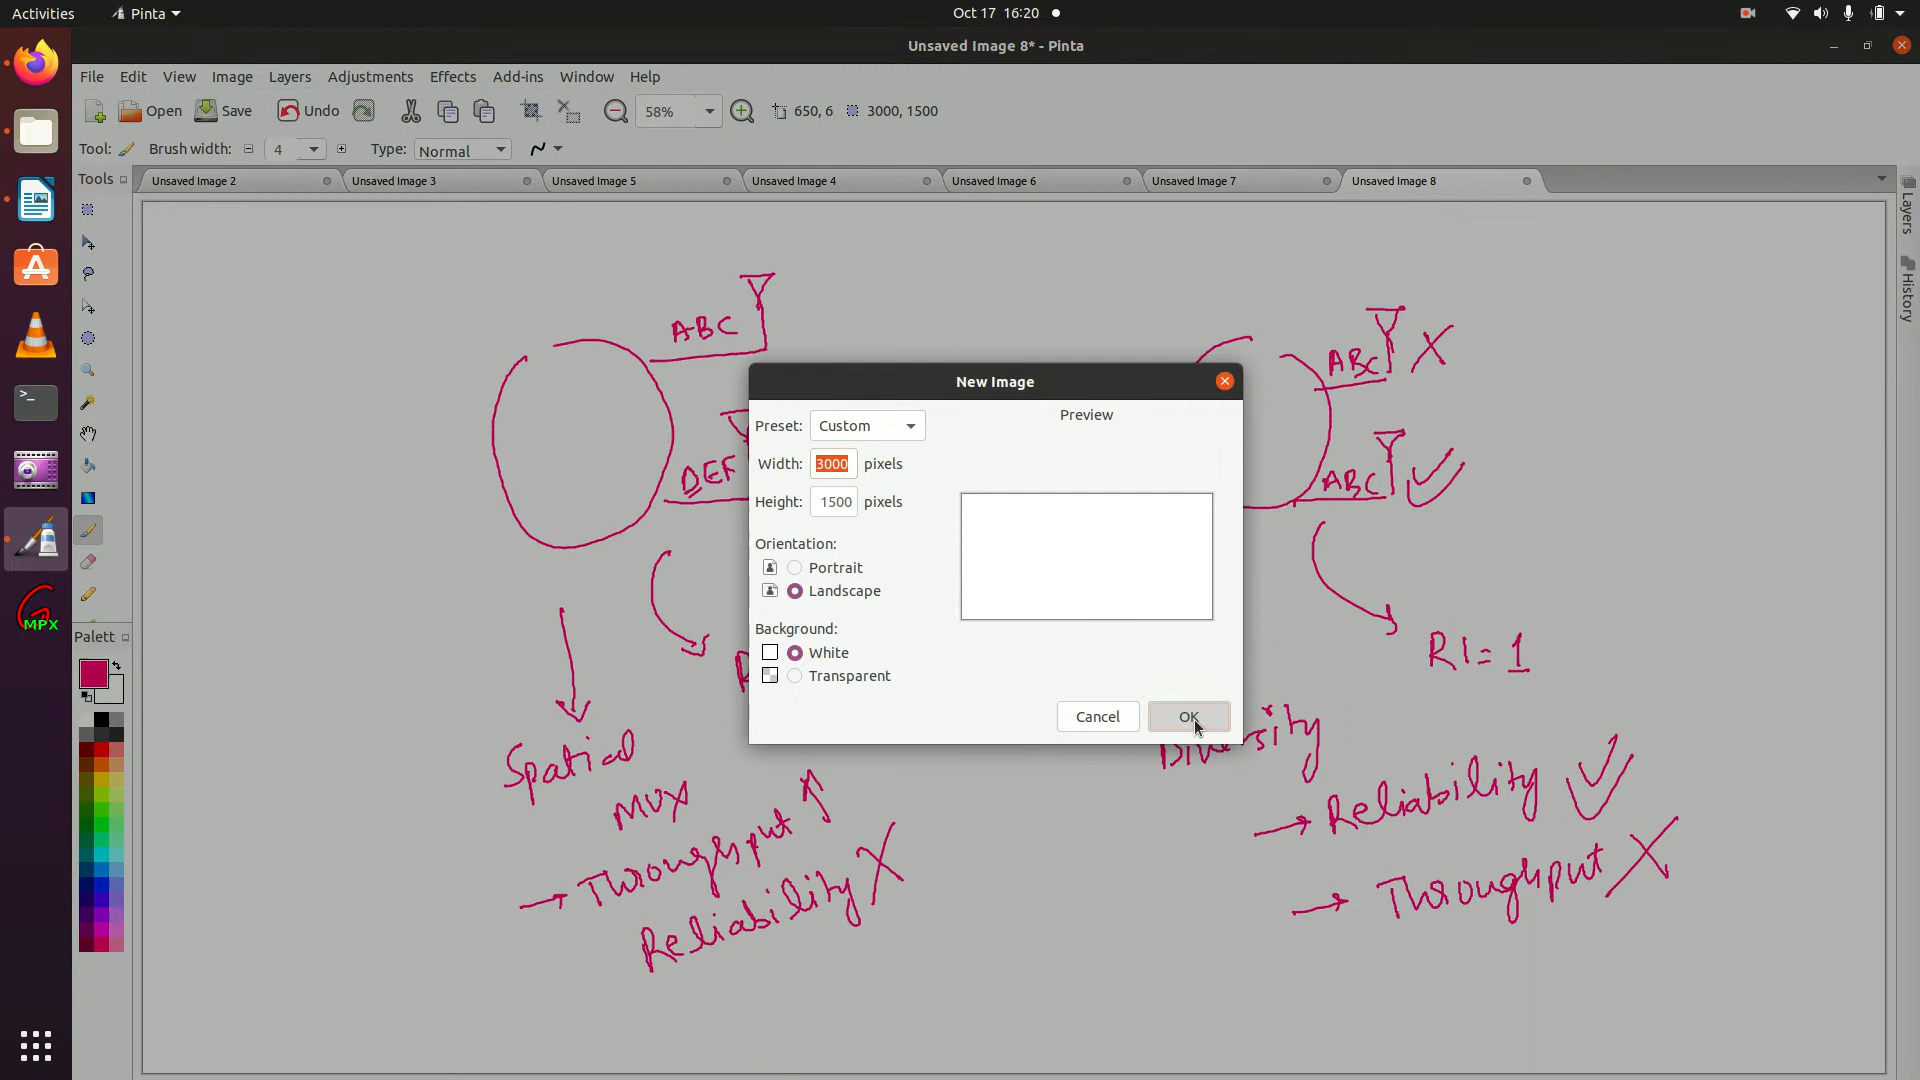 Activities Pinta Oct 17 16:20
Unsaved Image 8* - Pinta
File Edit View Image Layers Adjustments Effects Add-ins Window Help
Open Save Undo 58% 650, 6 3000, 1500
Tool: Brush width: 4 Type: Normal
Tools Unsaved Image 2 Unsaved Image 3 Unsaved Image 5 Unsaved Image 4 Unsaved Image 6 Unsaved Image 7 Unsaved Image 8
Layers
History
ABC
ABC
DEF
ABC
New Image
Preset: Custom Preview
Width: 3000 pixels
Height: 1500 pixels
Orientation:
Portrait
Landscape
Background:
White
Transparent
Cancel OK
MPX
Palett
RI = 1
Spatial
MUX
→ Throughput ↑
Reliability X
Diversity
→ Reliability ✓
→ Throughput X